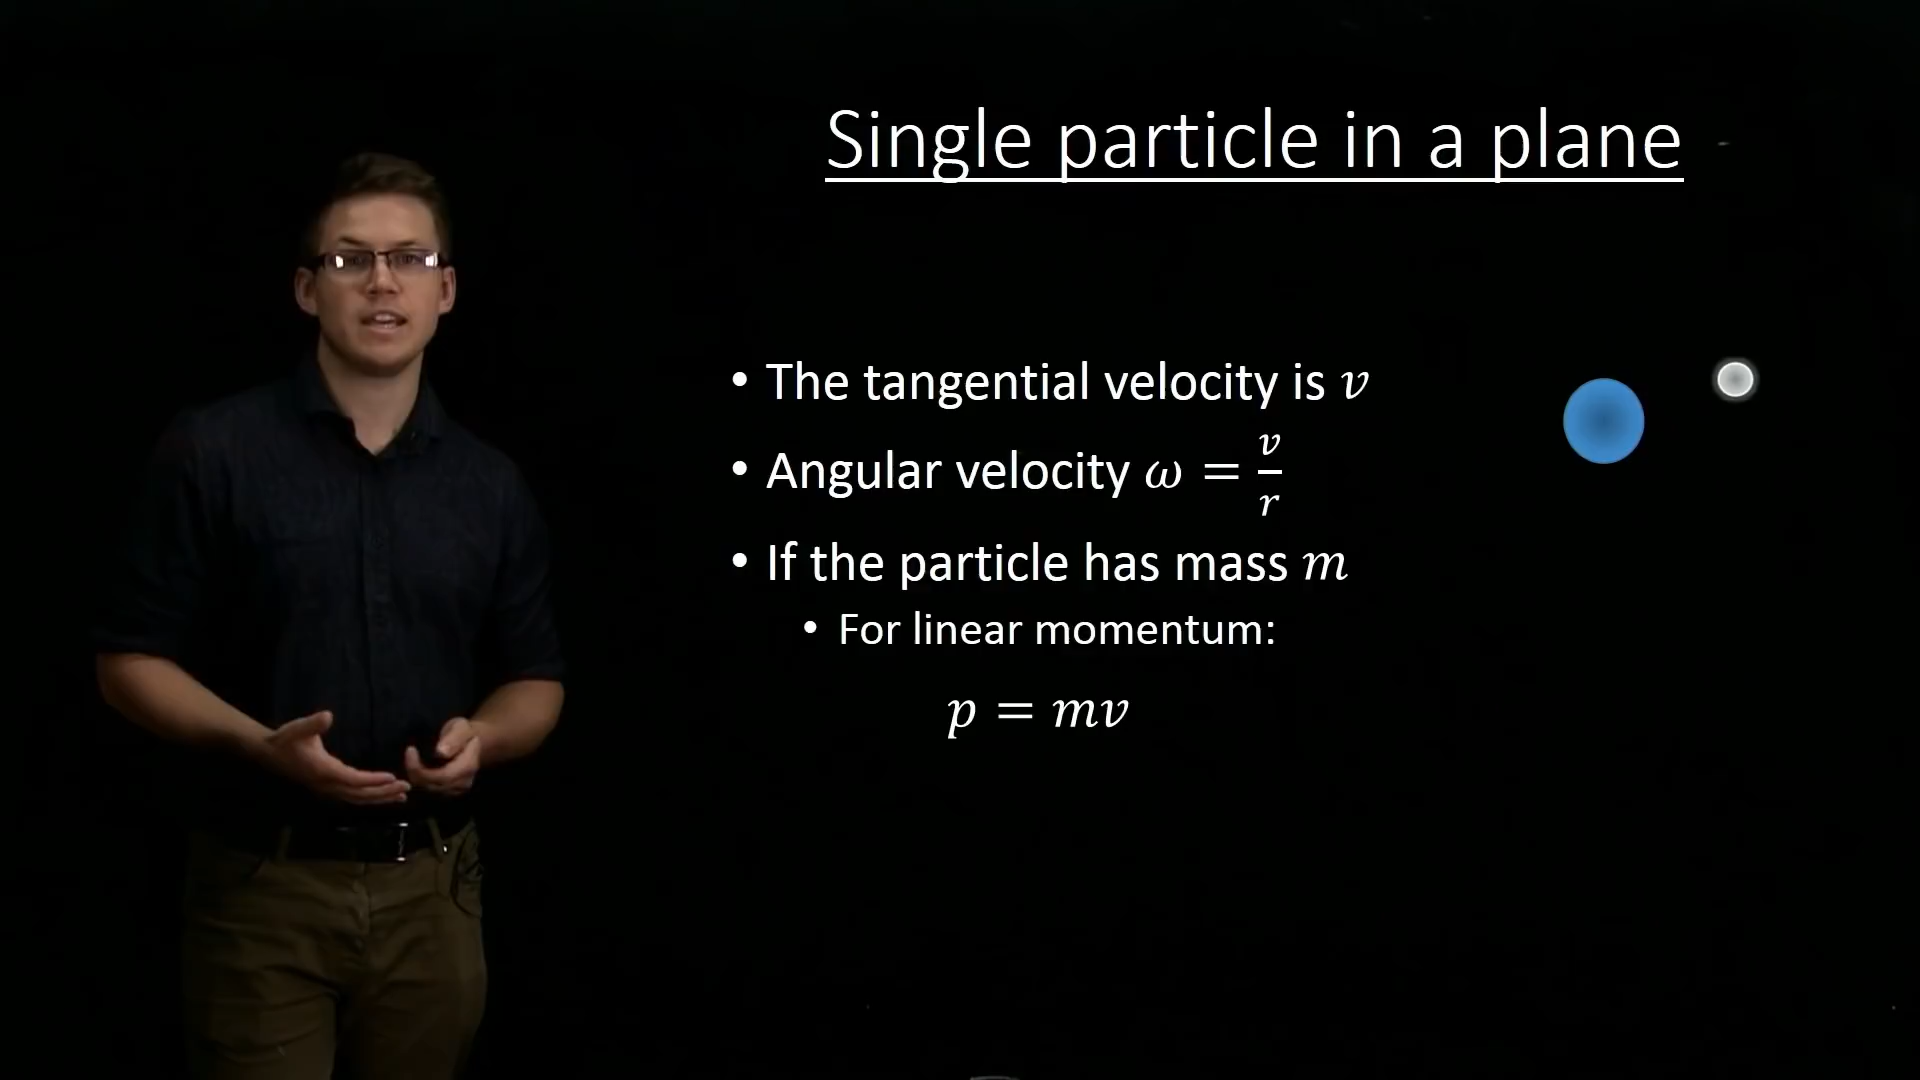 Single particle in a plane
• The tangential velocity is v
• Angular velocity ω = v/r
• If the particle has mass m
• For linear momentum:
p = mv